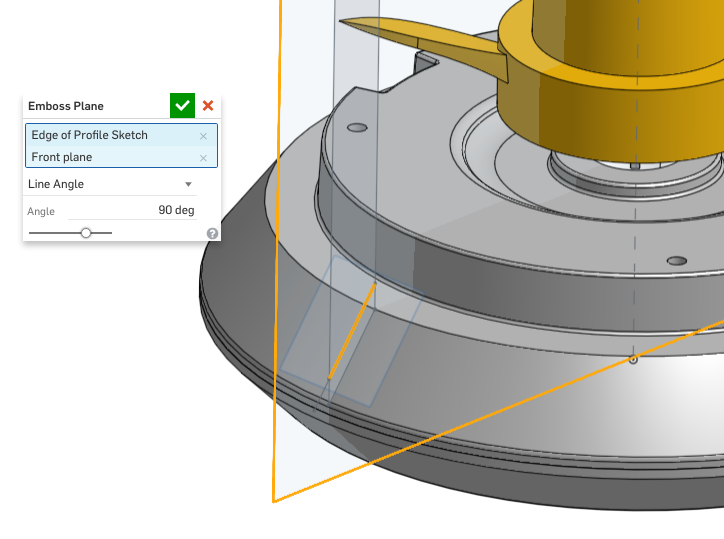 Emboss Plane
Edge of Profile Sketch
Front plane
Line Angle
Angle 90 deg